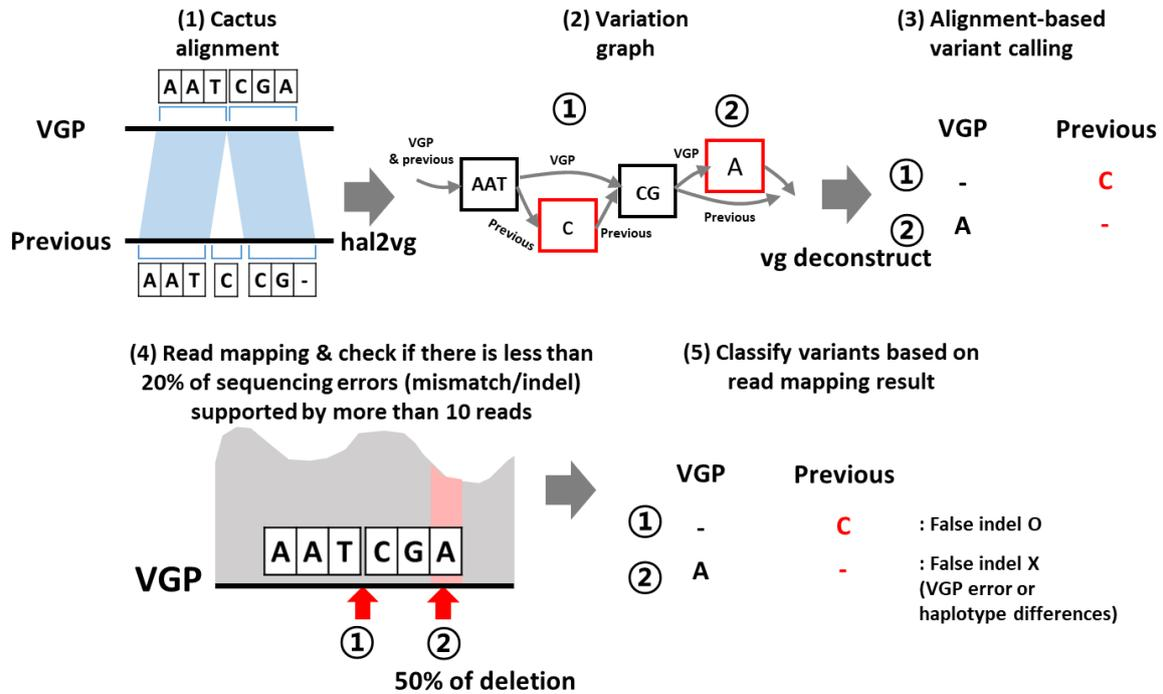 (1) Cactus
alignment
A A T C G A
VGP
Previous
A A T C C G -
hal2vg
(2) Variation
graph
① ②
VGP
& previous
AAT
VGP
Previous
C
Previous
CG
VGP
A
Previous
vg deconstruct
(3) Alignment-based
variant calling
VGP Previous
① - C
② A -
(4) Read mapping & check if there is less than
20% of sequencing errors (mismatch/indel)
supported by more than 10 reads
A A T C G A
VGP
① ②
50% of deletion
(5) Classify variants based on
read mapping result
VGP Previous
① - C : False indel O
② A - : False indel X
(VGP error or
haplotype differences)